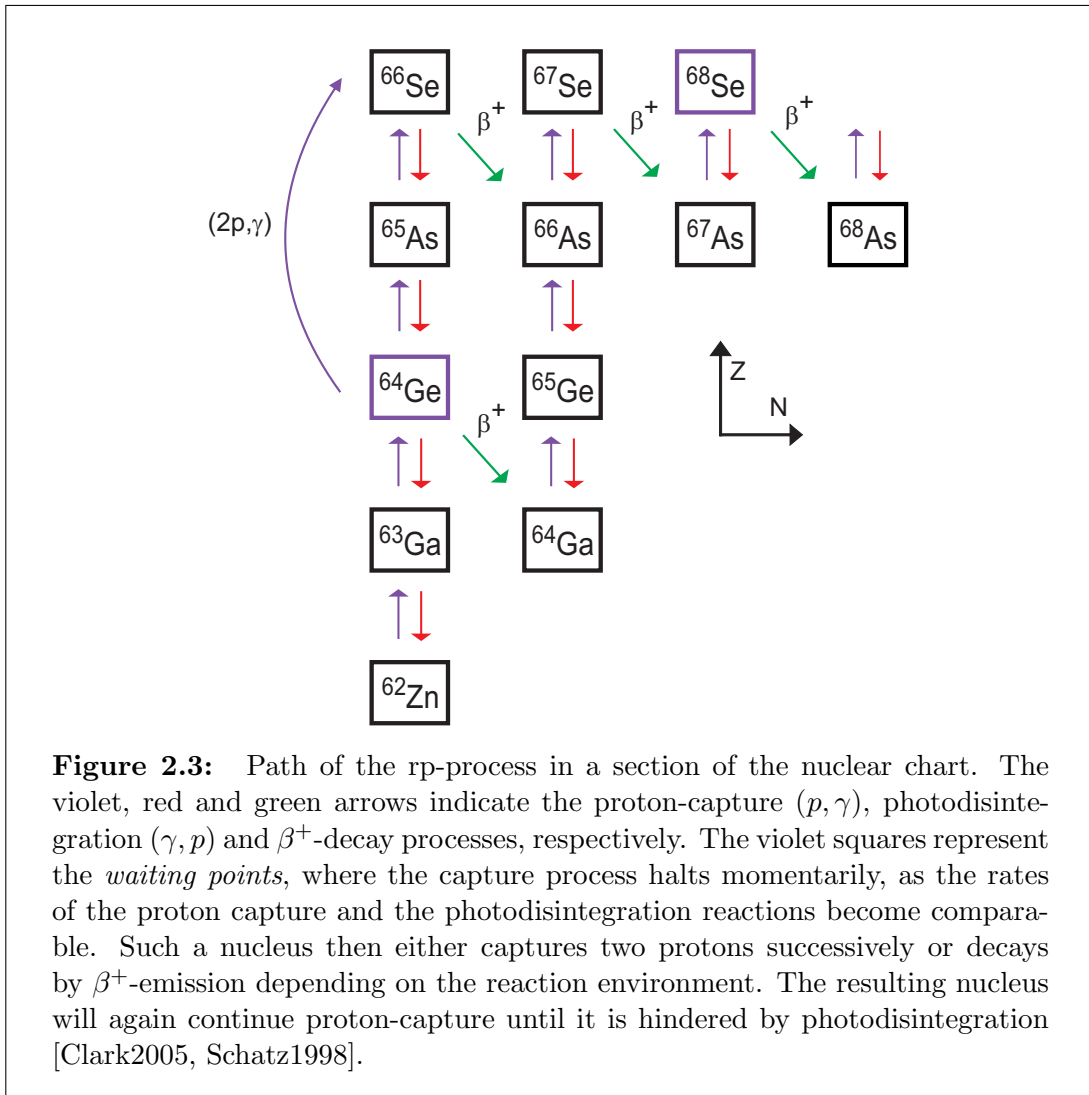 ⁶⁶Se ⁶⁷Se ⁶⁸Se
β⁺ β⁺ β⁺
(2p,γ) ⁶⁵As ⁶⁶As ⁶⁷As ⁶⁸As
⁶⁴Ge ⁶⁵Ge Z
β⁺ N
⁶³Ga ⁶⁴Ga
⁶²Zn
Figure 2.3: Path of the rp-process in a section of the nuclear chart. The
violet, red and green arrows indicate the proton-capture (p, γ), photodisinte-
gration (γ, p) and β⁺-decay processes, respectively. The violet squares represent
the waiting points, where the capture process halts momentarily, as the rates
of the proton capture and the photodisintegration reactions become compara-
ble. Such a nucleus then either captures two protons successively or decays
by β⁺-emission depending on the reaction environment. The resulting nucleus
will again continue proton-capture until it is hindered by photodisintegration
[Clark2005, Schatz1998].